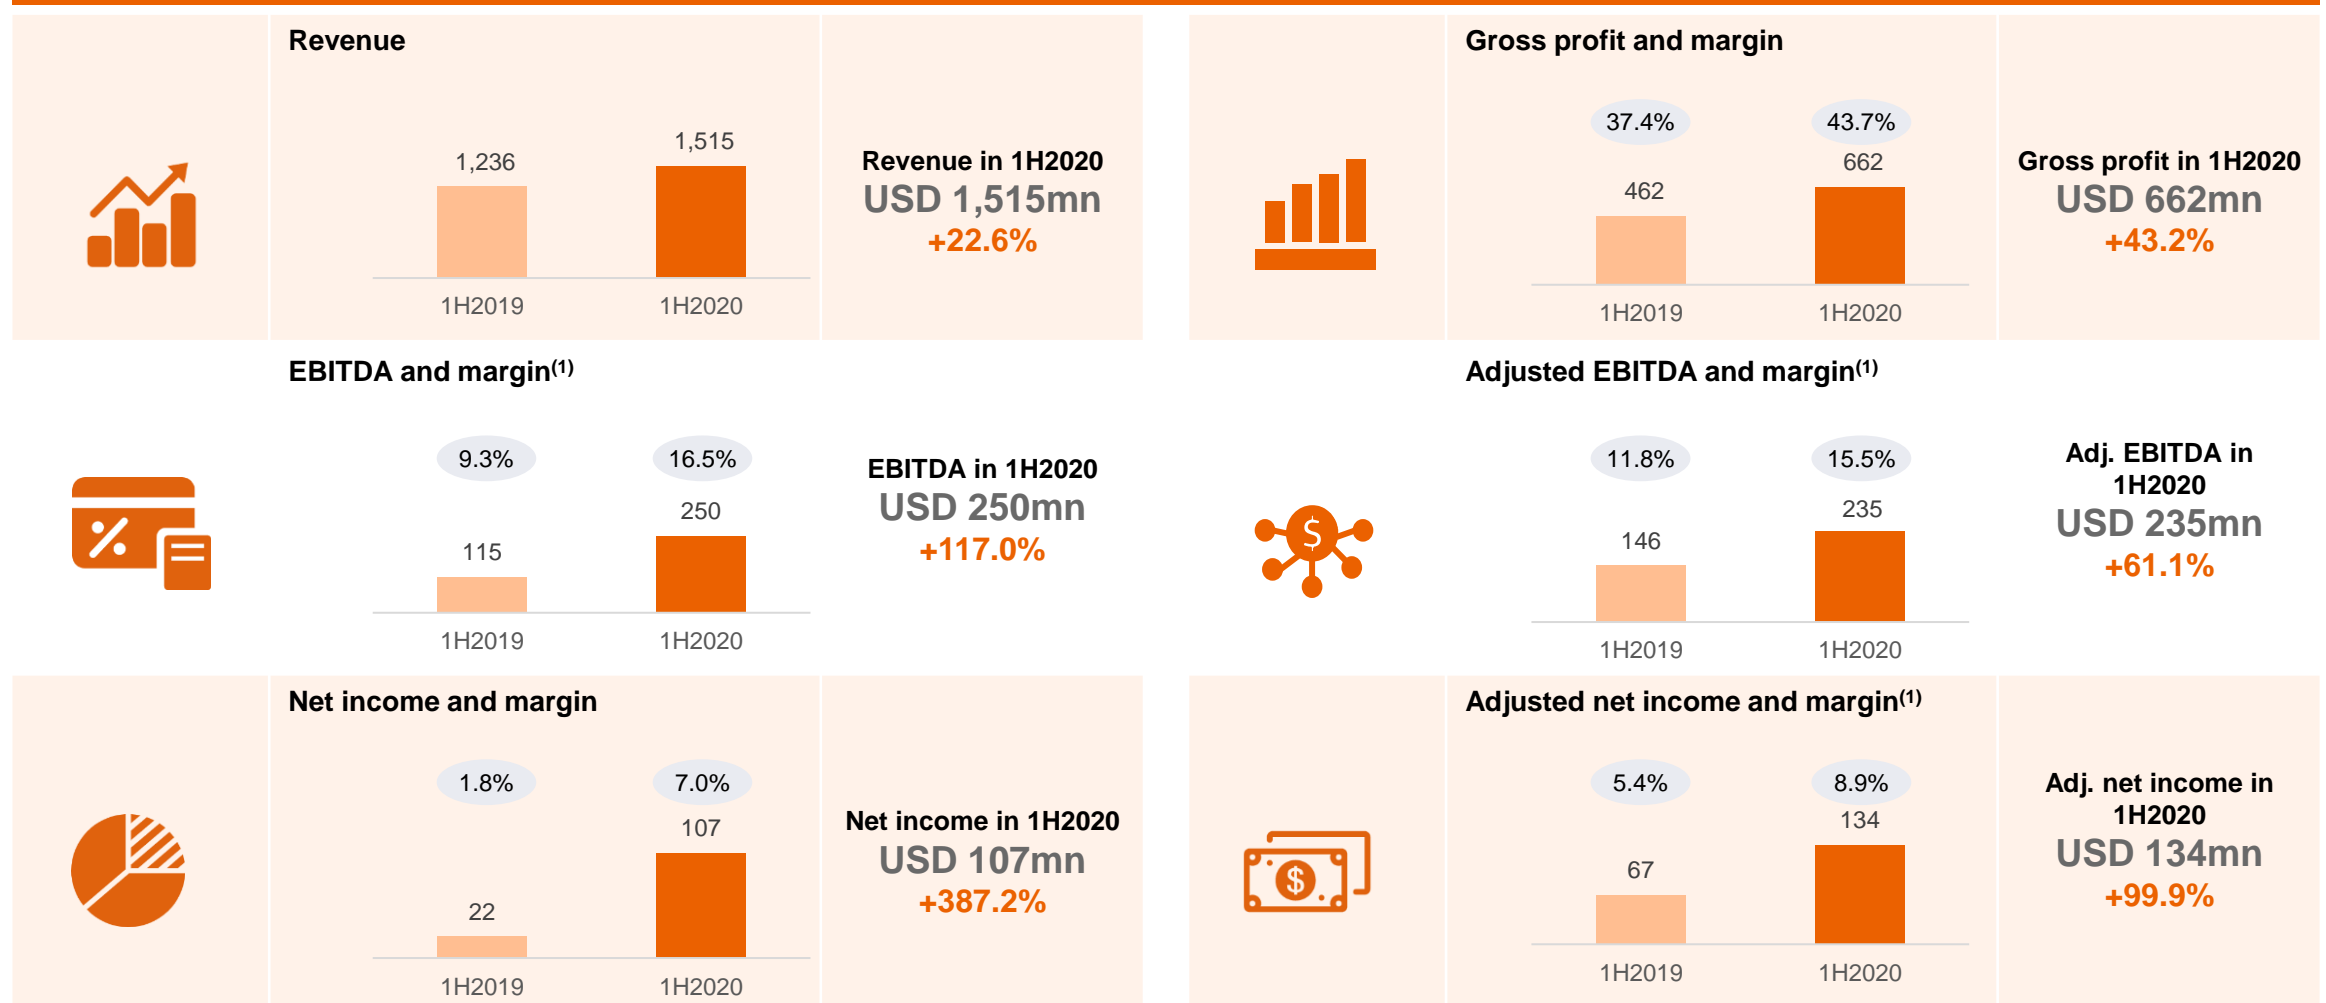 Revenue
1,236
1,515
1H2019
1H2020
Revenue in 1H2020
USD 1,515mn
+22.6%
Gross profit and margin
37.4%
43.7%
462
662
1H2019
1H2020
Gross profit in 1H2020
USD 662mn
+43.2%
EBITDA and margin(1)
9.3%
16.5%
115
250
1H2019
1H2020
EBITDA in 1H2020
USD 250mn
+117.0%
Adjusted EBITDA and margin(1)
11.8%
15.5%
146
235
1H2019
1H2020
Adj. EBITDA in
1H2020
USD 235mn
+61.1%
Net income and margin
1.8%
7.0%
22
107
1H2019
1H2020
Net income in 1H2020
USD 107mn
+387.2%
Adjusted net income and margin(1)
5.4%
8.9%
67
134
1H2019
1H2020
Adj. net income in
1H2020
USD 134mn
+99.9%